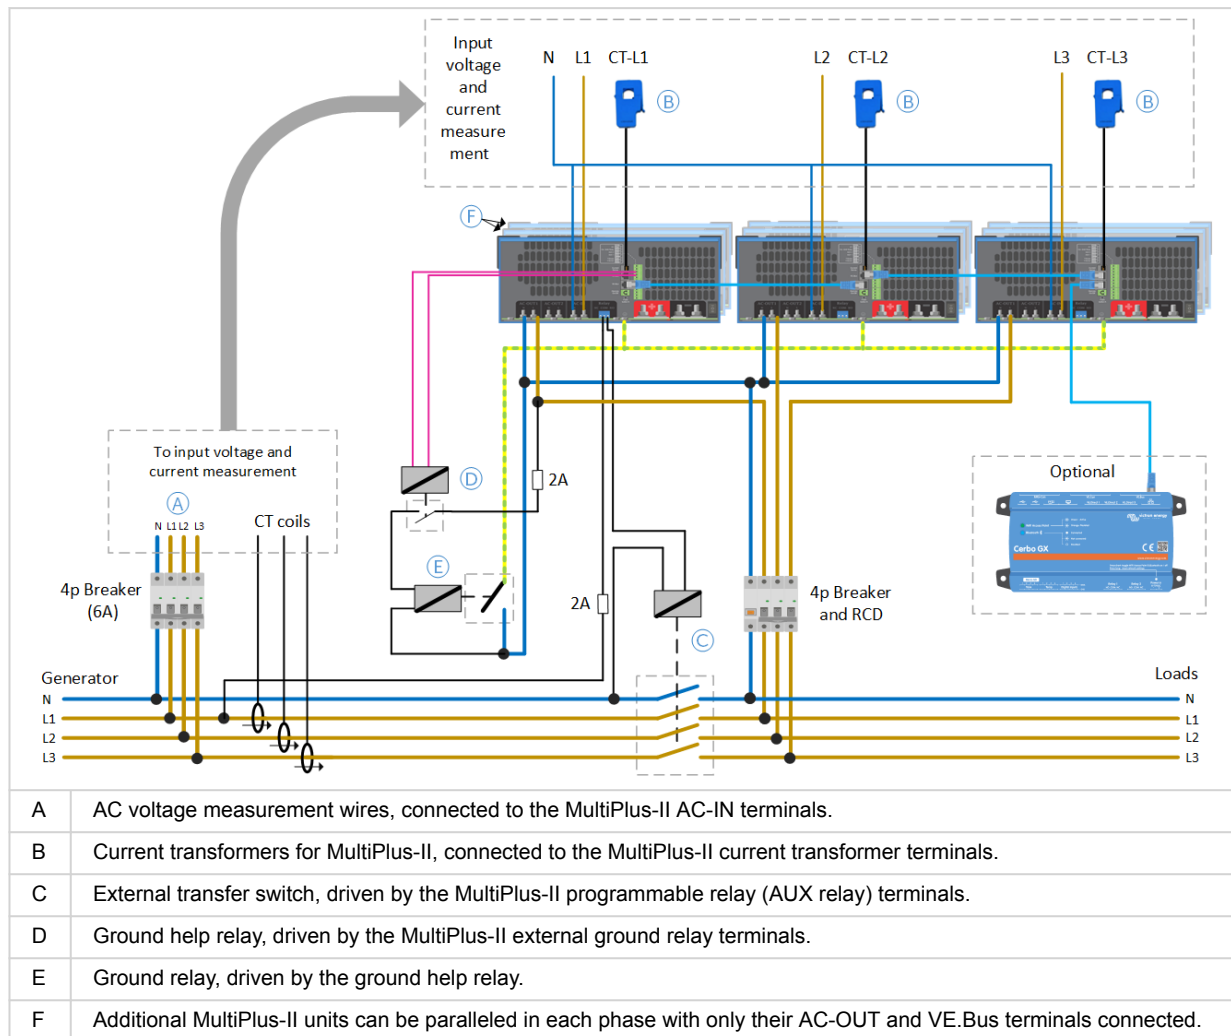 Input
voltage
and
current
measure
ment
N L1 CT-L1
L2 CT-L2
L3 CT-L3
B
B
B
F
To input voltage and
current measurement
A
N L1 L2 L3
CT coils
4p Breaker
(6A)
D
2A
E
2A
C
4p Breaker
and RCD
Optional
victron energy
Cerbo GX
Generator
N
L1
L2
L3
Loads
N
L1
L2
L3
A AC voltage measurement wires, connected to the MultiPlus-II AC-IN terminals.
B Current transformers for MultiPlus-II, connected to the MultiPlus-II current transformer terminals.
C External transfer switch, driven by the MultiPlus-II programmable relay (AUX relay) terminals.
D Ground help relay, driven by the MultiPlus-II external ground relay terminals.
E Ground relay, driven by the ground help relay.
F Additional MultiPlus-II units can be paralleled in each phase with only their AC-OUT and VE.Bus terminals connected.